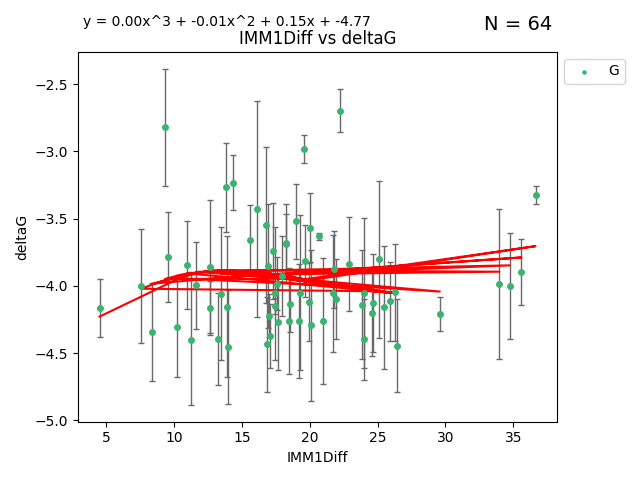 y = 0.00x^3 + -0.01x^2 + 0.15x + -4.77
N = 64
IMM1Diff vs deltaG
G
−2.5
−3.0
−3.5
−4.0
−4.5
−5.0
deltaG
5 10 15 20 25 30 35
IMM1Diff